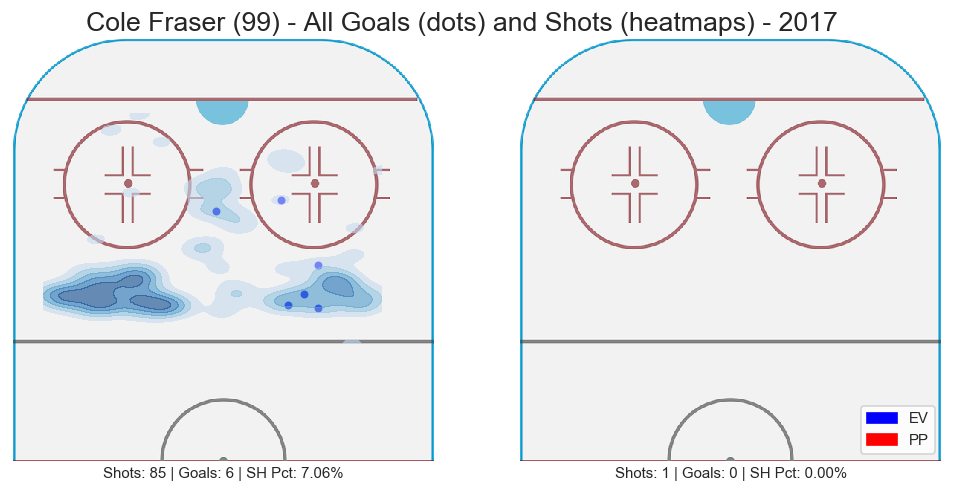 Cole Fraser (99) - All Goals (dots) and Shots (heatmaps) - 2017
EV
PP
Shots: 85 | Goals: 6 | SH Pct: 7.06%
Shots: 1 | Goals: 0 | SH Pct: 0.00%